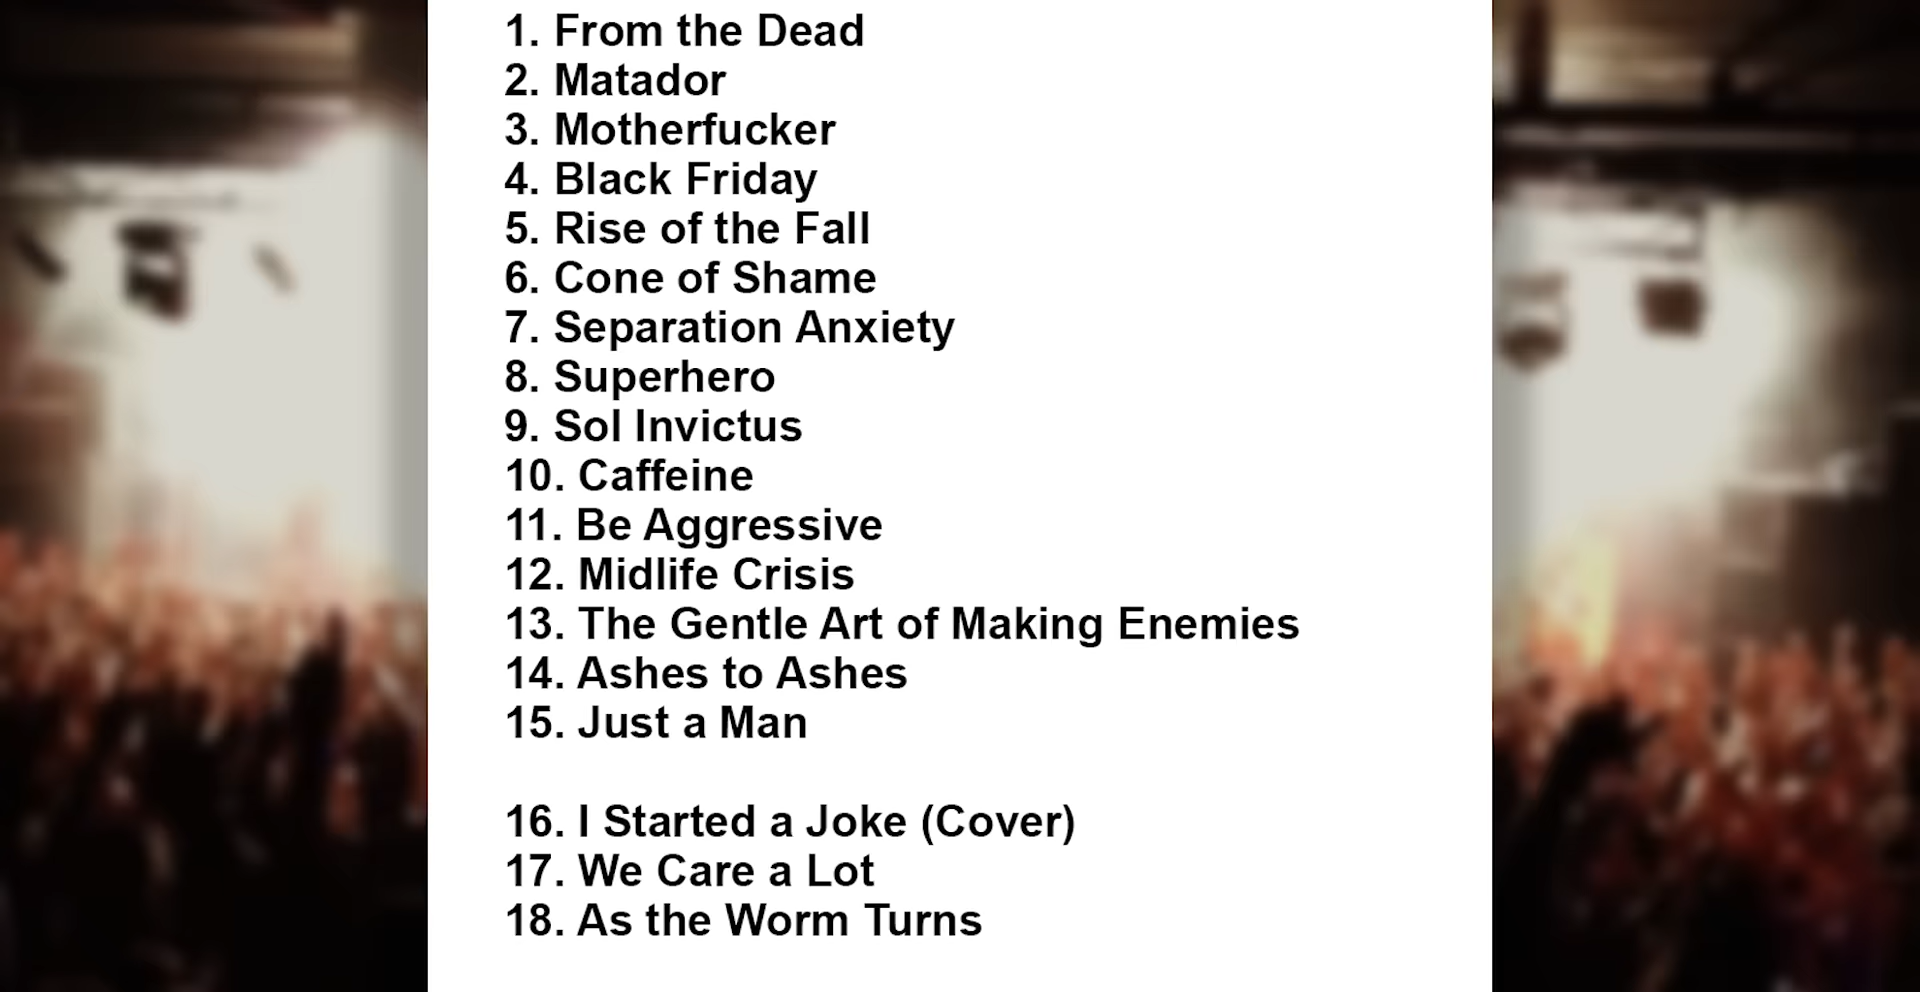 1. From the Dead
2. Matador
3. Motherfucker
4. Black Friday
5. Rise of the Fall
6. Cone of Shame
7. Separation Anxiety
8. Superhero
9. Sol Invictus
10. Caffeine
11. Be Aggressive
12. Midlife Crisis
13. The Gentle Art of Making Enemies
14. Ashes to Ashes
15. Just a Man
16. I Started a Joke (Cover)
17. We Care a Lot
18. As the Worm Turns